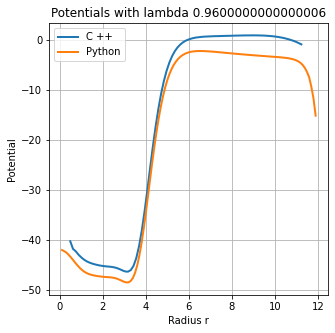 Potentials with lambda 0.9600000000000006
C ++
Python
0
−10
−20
−30
−40
−50
Potential
0 2 4 6 8 10 12
Radius r